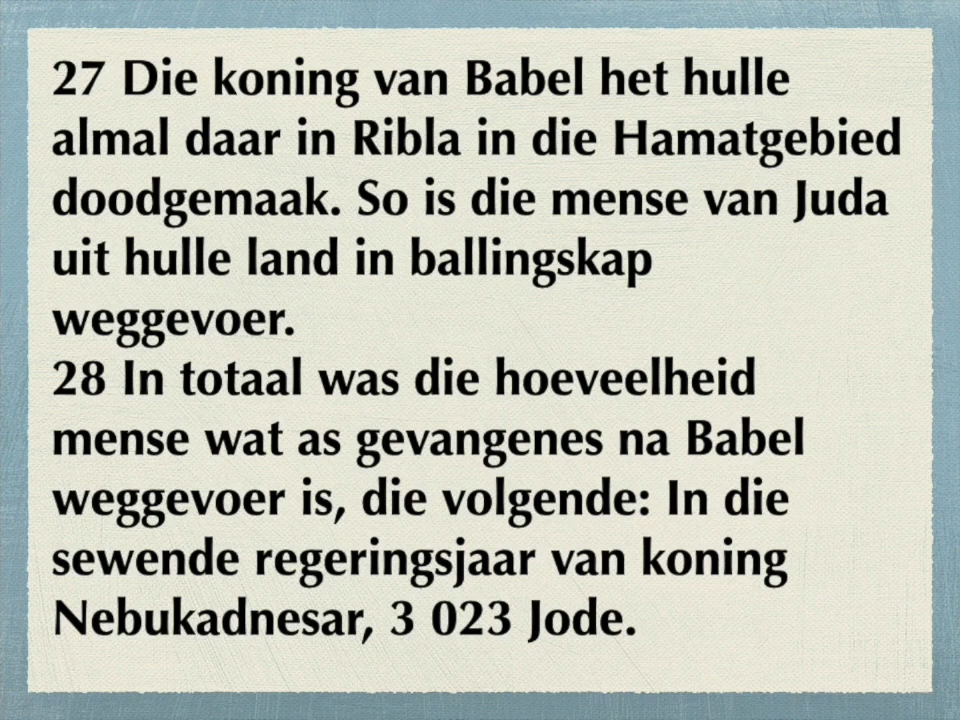 27 Die koning van Babel het hulle
almal daar in Ribla in die Hamatgebied
doodgemaak. So is die mense van Juda
uit hulle land in ballingskap
weggevoer.
28 In totaal was die hoeveelheid
mense wat as gevangenes na Babel
weggevoer is, die volgende: In die
sewende regeringsjaar van koning
Nebukadnesar, 3 023 Jode.